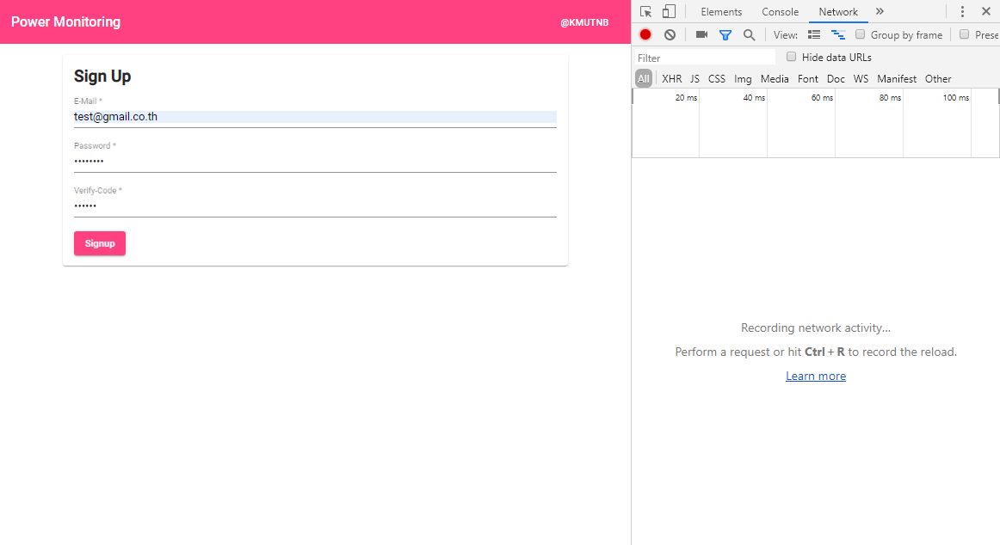 Power Monitoring
@KMUTNB
Sign Up
E-Mail *
test@gmail.co.th
Password *
••••••••
Verify-Code *
••••••
Signup
Elements Console Network »
View: Group by frame Prese
Filter Hide data URLs
All XHR JS CSS Img Media Font Doc WS Manifest Other
20 ms 40 ms 60 ms 80 ms 100 ms
Recording network activity...
Perform a request or hit Ctrl + R to record the reload.
Learn more